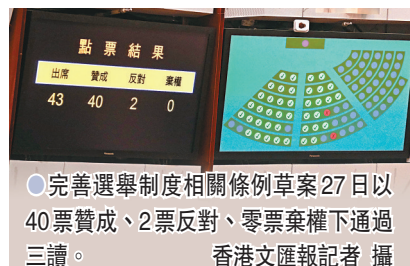 點票結果
出席 贊成 反對 棄權
43 40 2 0
●完善選舉制度相關條例草案27日以
40票贊成、2票反對、零票棄權下通過
三讀。 香港文匯報記者 攝